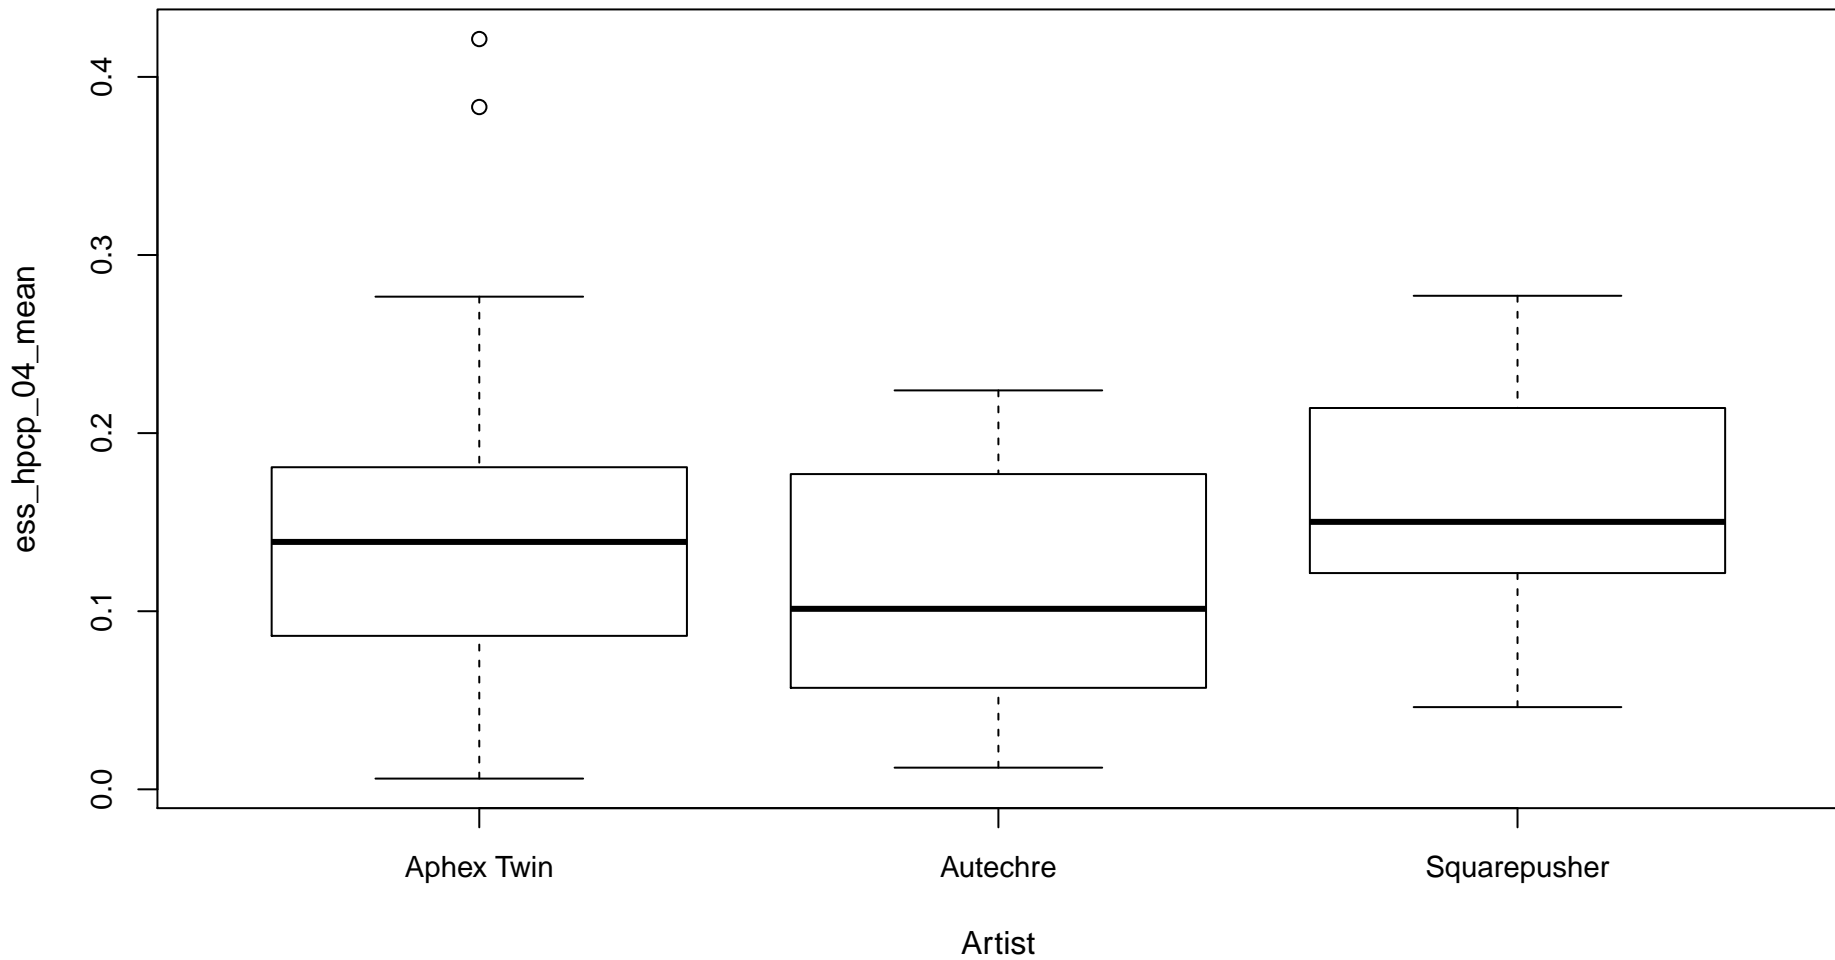 ess_hpcp_04_mean
0.4
0.3
0.2
0.1
0.0
Aphex Twin
Autechre
Squarepusher
Artist